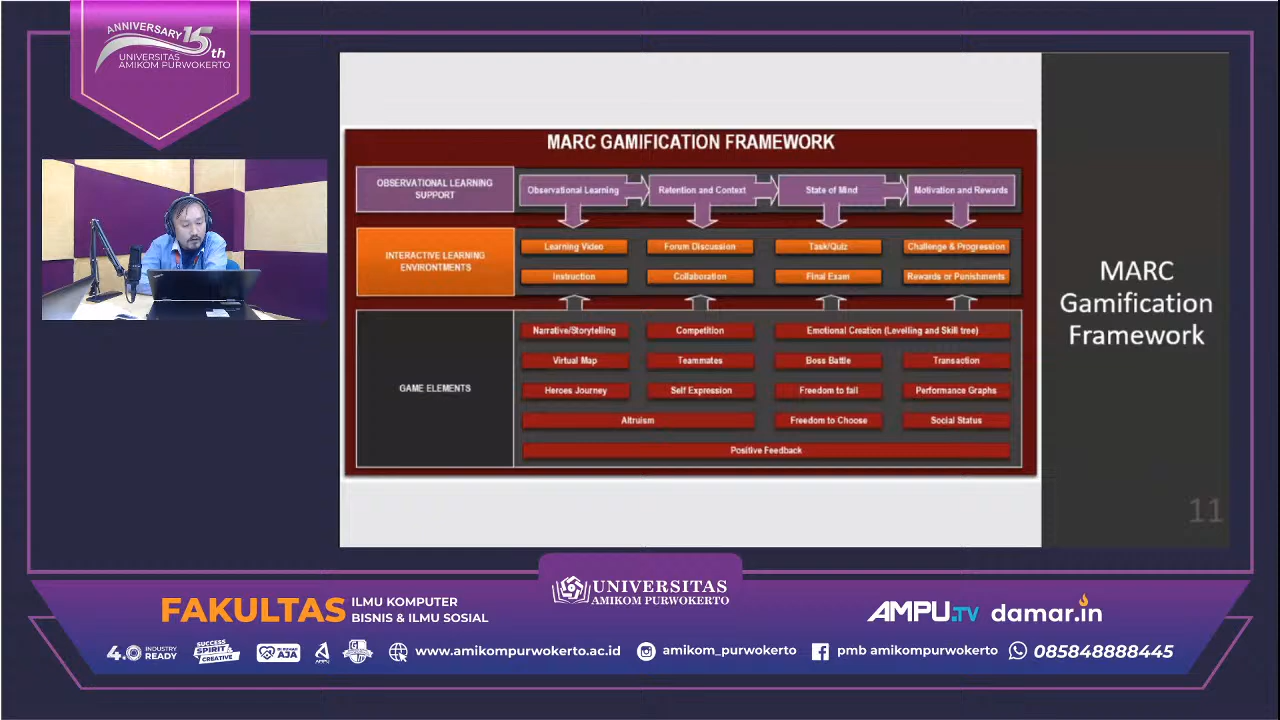 ANNIVERSARY 15th
UNIVERSITAS
AMIKOM PURWOKERTO
MARC GAMIFICATION FRAMEWORK
OBSERVATIONAL LEARNING
SUPPORT
Observational Learning
Retention and Context
State of Mind
Motivation and Rewards
INTERACTIVE LEARNING
ENVIRONTMENTS
Learning Video
Forum Discussion
Task/Quiz
Challenge & Progression
Instruction
Collaboration
Final Exam
Rewards or Punishments
GAME ELEMENTS
Narrative/Storytelling
Competition
Emotional Creation (Levelling and Skill tree)
Virtual Map
Teammates
Boss Battle
Transaction
Heroes Journey
Self Expression
Freedom to fail
Performance Graphs
Altruism
Freedom to Choose
Social Status
Positive Feedback
MARC
Gamification
Framework
11
UNIVERSITAS
AMIKOM PURWOKERTO
FAKULTAS
ILMU KOMPUTER
BISNIS & ILMU SOSIAL
AMPU.TV
damar.in
4.0 INDUSTRY
READY
SUCCESS
SPIRIT
CREATIVE
AJA
www.amikompurwokerto.ac.id
amikom_purwokerto
pmb amikompurwokerto
085848888445